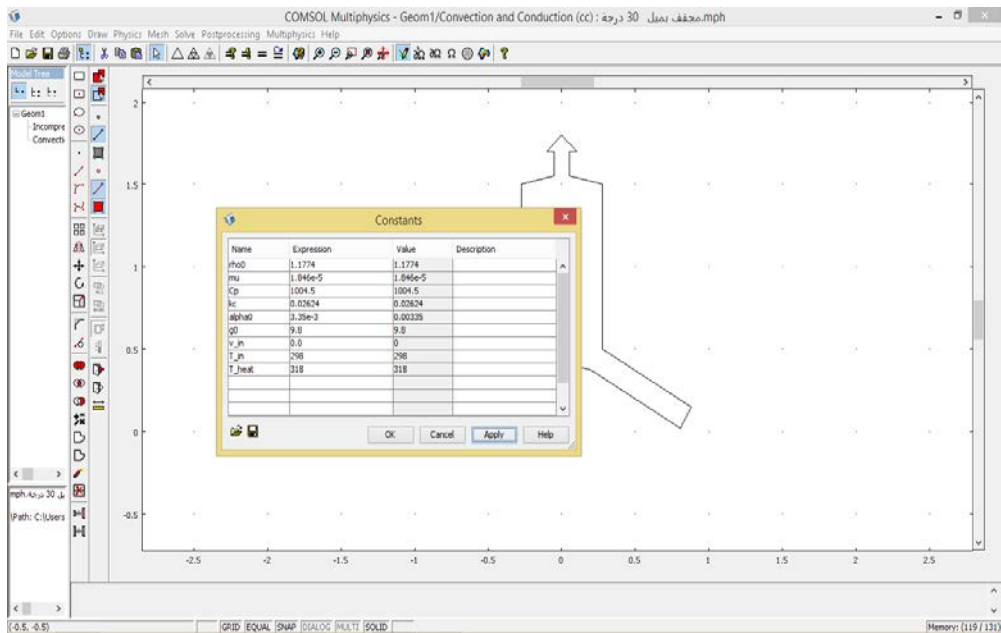 COMSOL Multiphysics - Geom1/Convection and Conduction (cc) : مجفف بميل 30 درجة.mph
File Edit Options Draw Physics Mesh Solve Postprocessing Multiphysics Help
Model Tree
Geom1
Incompre
Convecti
2
1.5
1
0.5
0
-0.5
-2.5 -2 -1.5 -1 -0.5 0 0.5 1 1.5 2 2.5
Constants
Name Expression Value Description
rho0 1.1774 1.1774
mu 1.846e-5 1.846e-5
Cp 1004.5 1004.5
kc 0.02624 0.02624
alpha0 3.35e-3 0.00335
g0 9.8 9.8
v_in 0.0 0
T_in 298 298
T_heat 318 318
OK Cancel Apply Help
يل 30 درجة.mph
\Path: C:\Users
(-0.5, -0.5) GRID EQUAL SNAP DIALOG MULTI SOLID Memory: (119 / 131)